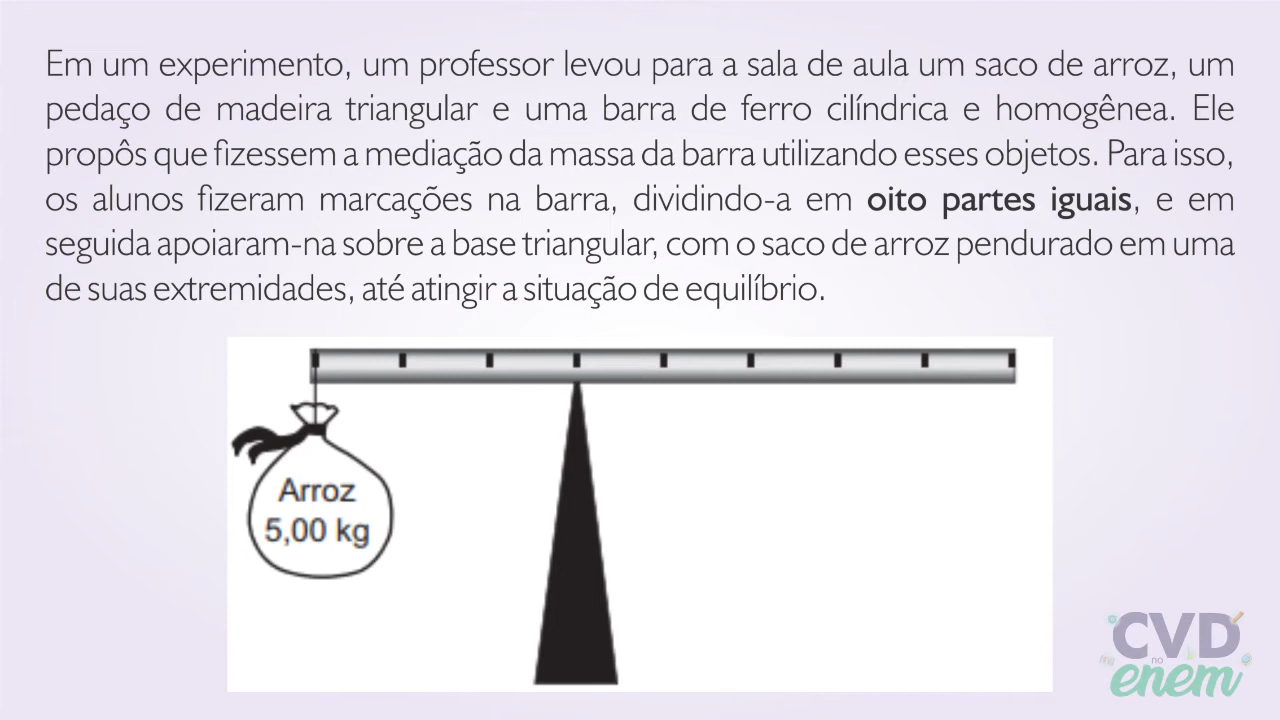 Em um experimento, um professor levou para a sala de aula um saco de arroz, um
pedaço de madeira triangular e uma barra de ferro cilíndrica e homogênea. Ele
propôs que fizessem a mediação da massa da barra utilizando esses objetos. Para isso,
os alunos fizeram marcações na barra, dividindo-a em oito partes iguais, e em
seguida apoiaram-na sobre a base triangular, com o saco de arroz pendurado em uma
de suas extremidades, até atingir a situação de equilíbrio.
Arroz
5,00 kg
CVD
no
enem